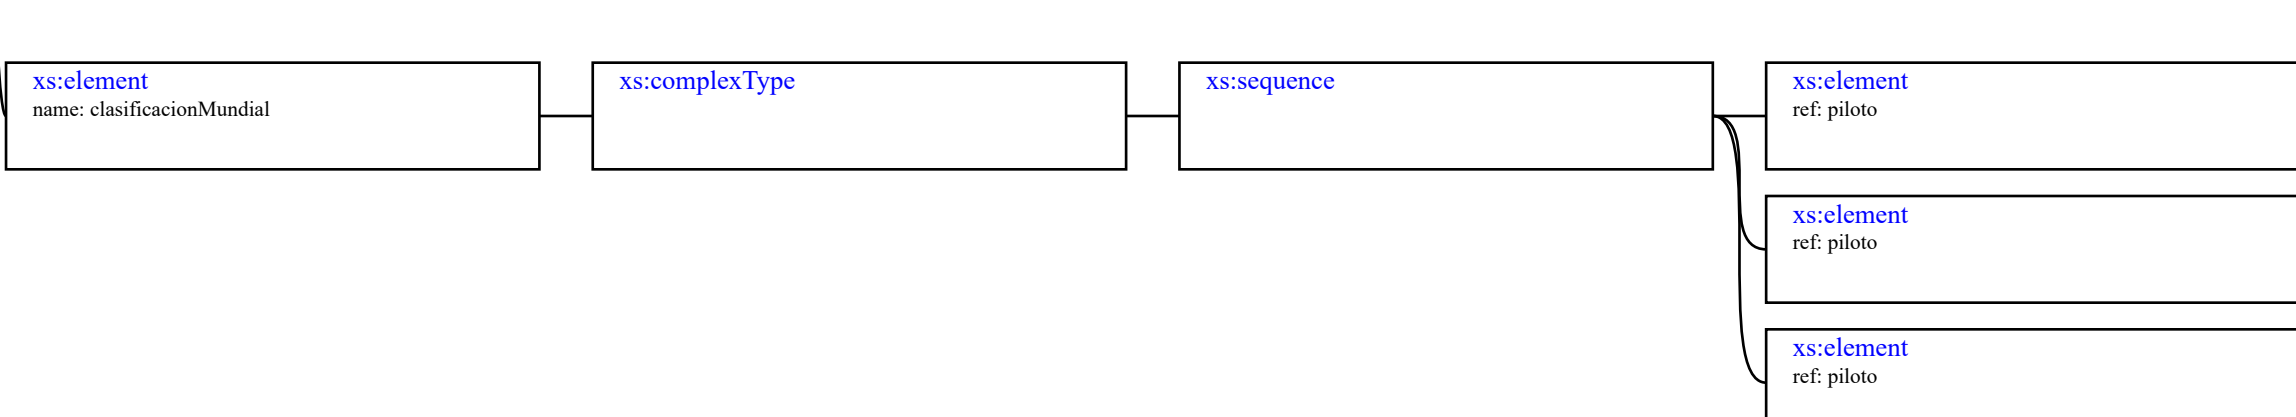 xs:element
name: clasificacionMundial
xs:complexType
xs:sequence
xs:element
ref: piloto
xs:element
ref: piloto
xs:element
ref: piloto